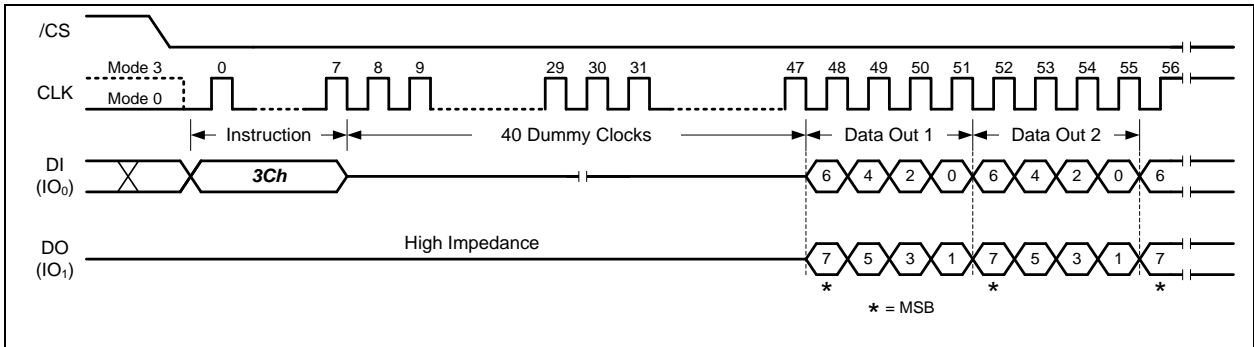 /CS
Mode 3 0 7 8 9 29 30 31 47 48 49 50 51 52 53 54 55 56
CLK Mode 0
Instruction 40 Dummy Clocks Data Out 1 Data Out 2
DI 3Ch 6 4 2 0 6 4 2 0 6
(IO₀)
High Impedance
DO 7 5 3 1 7 5 3 1 7
(IO₁)
* * *
* = MSB